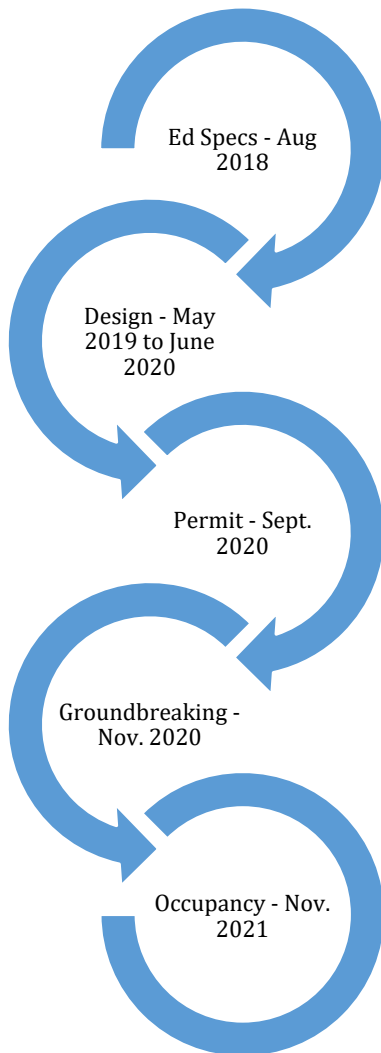 Ed Specs - Aug
2018
Design - May
2019 to June
2020
Permit - Sept.
2020
Groundbreaking -
Nov. 2020
Occupancy - Nov.
2021